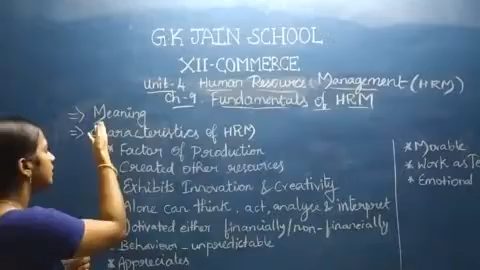 G.K JAIN SCHOOL
XII-COMMERCE
Unit-4 Human Resource Management (HRM)
Ch-9 Fundamentals of HRM
=> Meaning
=> Characteristics of HRM
* Factor of Production
Created other resources
Exhibits Innovation & Creativity
Alone can think, act, analyse & interpret
Motivated either financially/non-financially
* Behaviour - unpredictable
* Appreciates
* Movable
* Work as
* Emotional